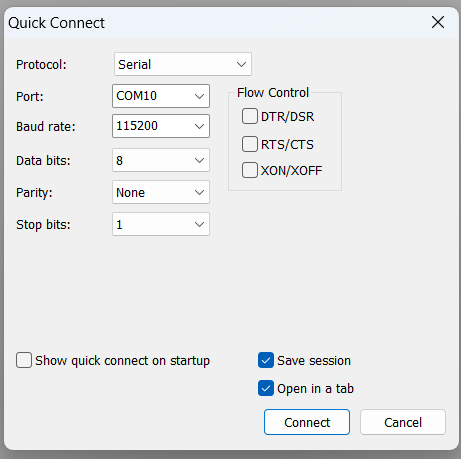 Quick Connect
Protocol: Serial
Port: COM10
Baud rate: 115200
Data bits: 8
Parity: None
Stop bits: 1
Flow Control
DTR/DSR
RTS/CTS
XON/XOFF
Show quick connect on startup
Save session
Open in a tab
Connect Cancel